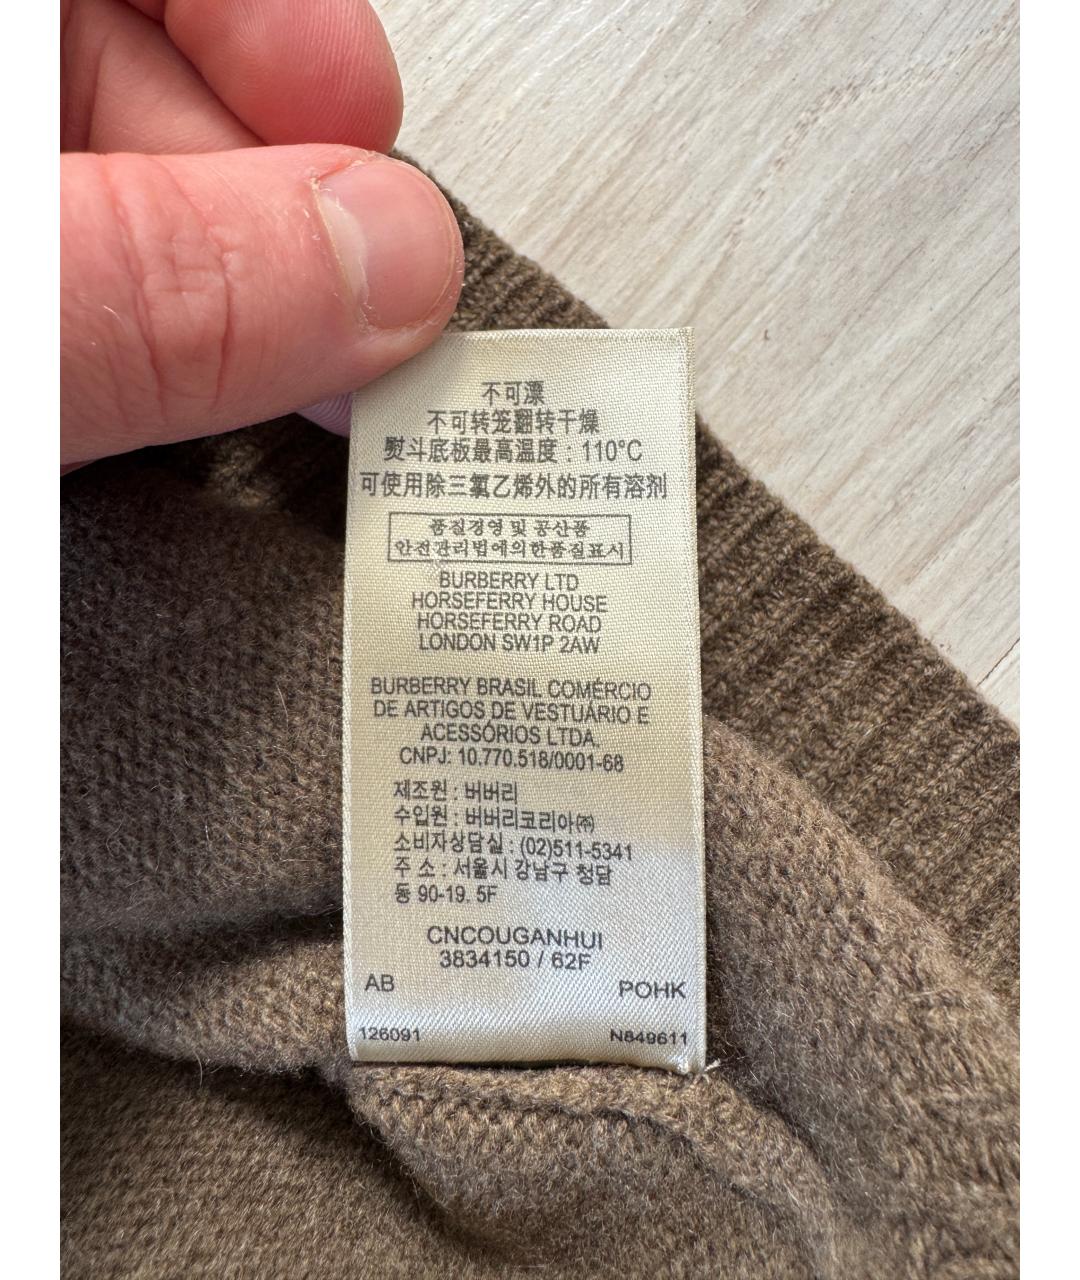 不可漂
不可转笼翻转干燥
熨斗底板最高温度：110°C
可使用除三氯乙烯外的所有溶剂
품질경영 및 공산품
안전관리법에의한품질표시
BURBERRY LTD
HORSEFERRY HOUSE
HORSEFERRY ROAD
LONDON SW1P 2AW
BURBERRY BRASIL COMÉRCIO
DE ARTIGOS DE VESTUÁRIO E
ACESSÓRIOS LTDA.
CNPJ: 10.770.518/0001-68
제조원 : 버버리
수입원 : 버버리코리아㈜
소비자상담실 : (02)511-5341
주 소 : 서울시 강남구 청담
동 90-19. 5F
CNCOUGANHUI
3834150 / 62F
AB POHK
126091 N849611